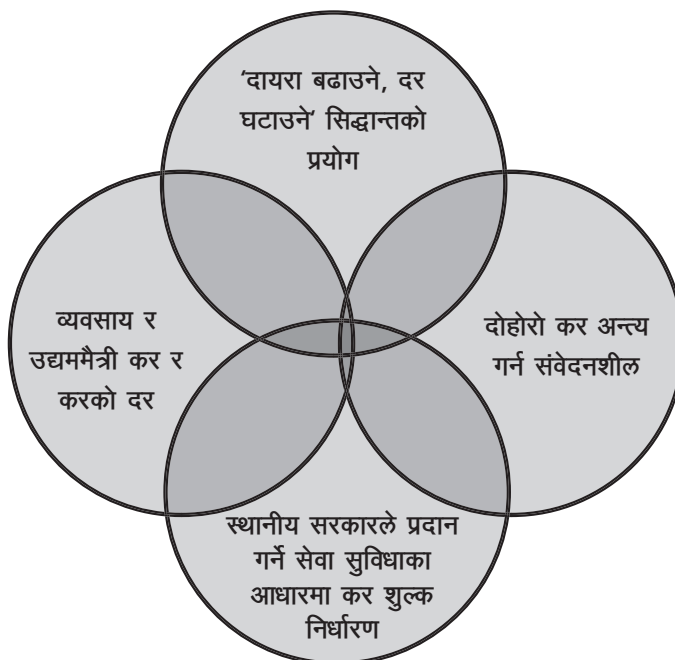 ‘दायरा बढाउने, दर
घटाउने’ सिद्धान्तको
प्रयोग
व्यवसाय र
उद्यममैत्री कर र
करको दर
दोहोरो कर अन्त्य
गर्न संवेदनशील
स्थानीय सरकारले प्रदान
गर्ने सेवा सुविधाका
आधारमा कर शुल्क
निर्धारण